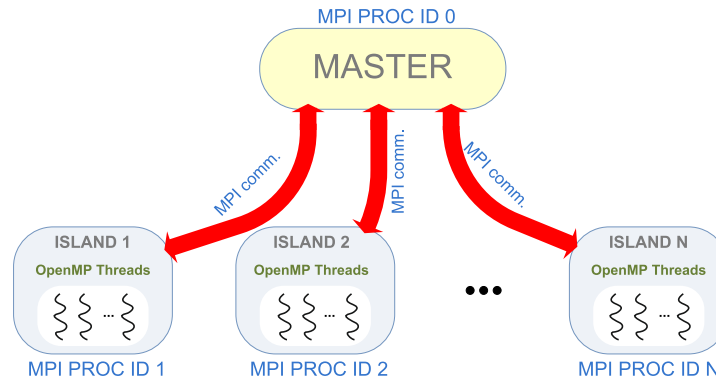 MPI PROC ID 0
MASTER
MPI comm.
MPI comm.
MPI comm.
ISLAND 1
ISLAND 2
ISLAND N
OpenMP Threads
OpenMP Threads
OpenMP Threads
...
...
...
...
MPI PROC ID 1
MPI PROC ID 2
MPI PROC ID N